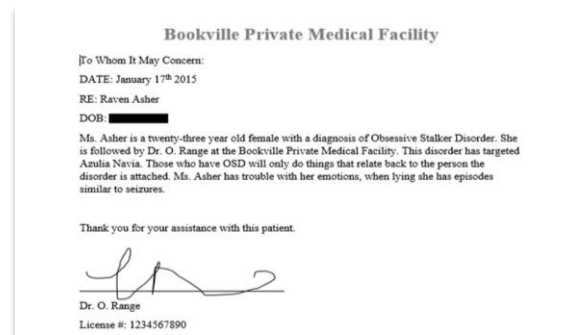 Bookville Private Medical Facility
To Whom It May Concern:
DATE: January 17th 2015
RE: Raven Asher
DOB:
Ms. Asher is a twenty-three year old female with a diagnosis of Obsessive Stalker Disorder. She
is followed by Dr. O. Range at the Bookville Private Medical Facility. This disorder has targeted
Azulia Navia. Those who have OSD will only do things that relate back to the person the
disorder is attached. Ms. Asher has trouble with her emotions, when lying she has episodes
similar to seizures.
Thank you for your assistance with this patient.
Dr. O. Range
License #: 1234567890